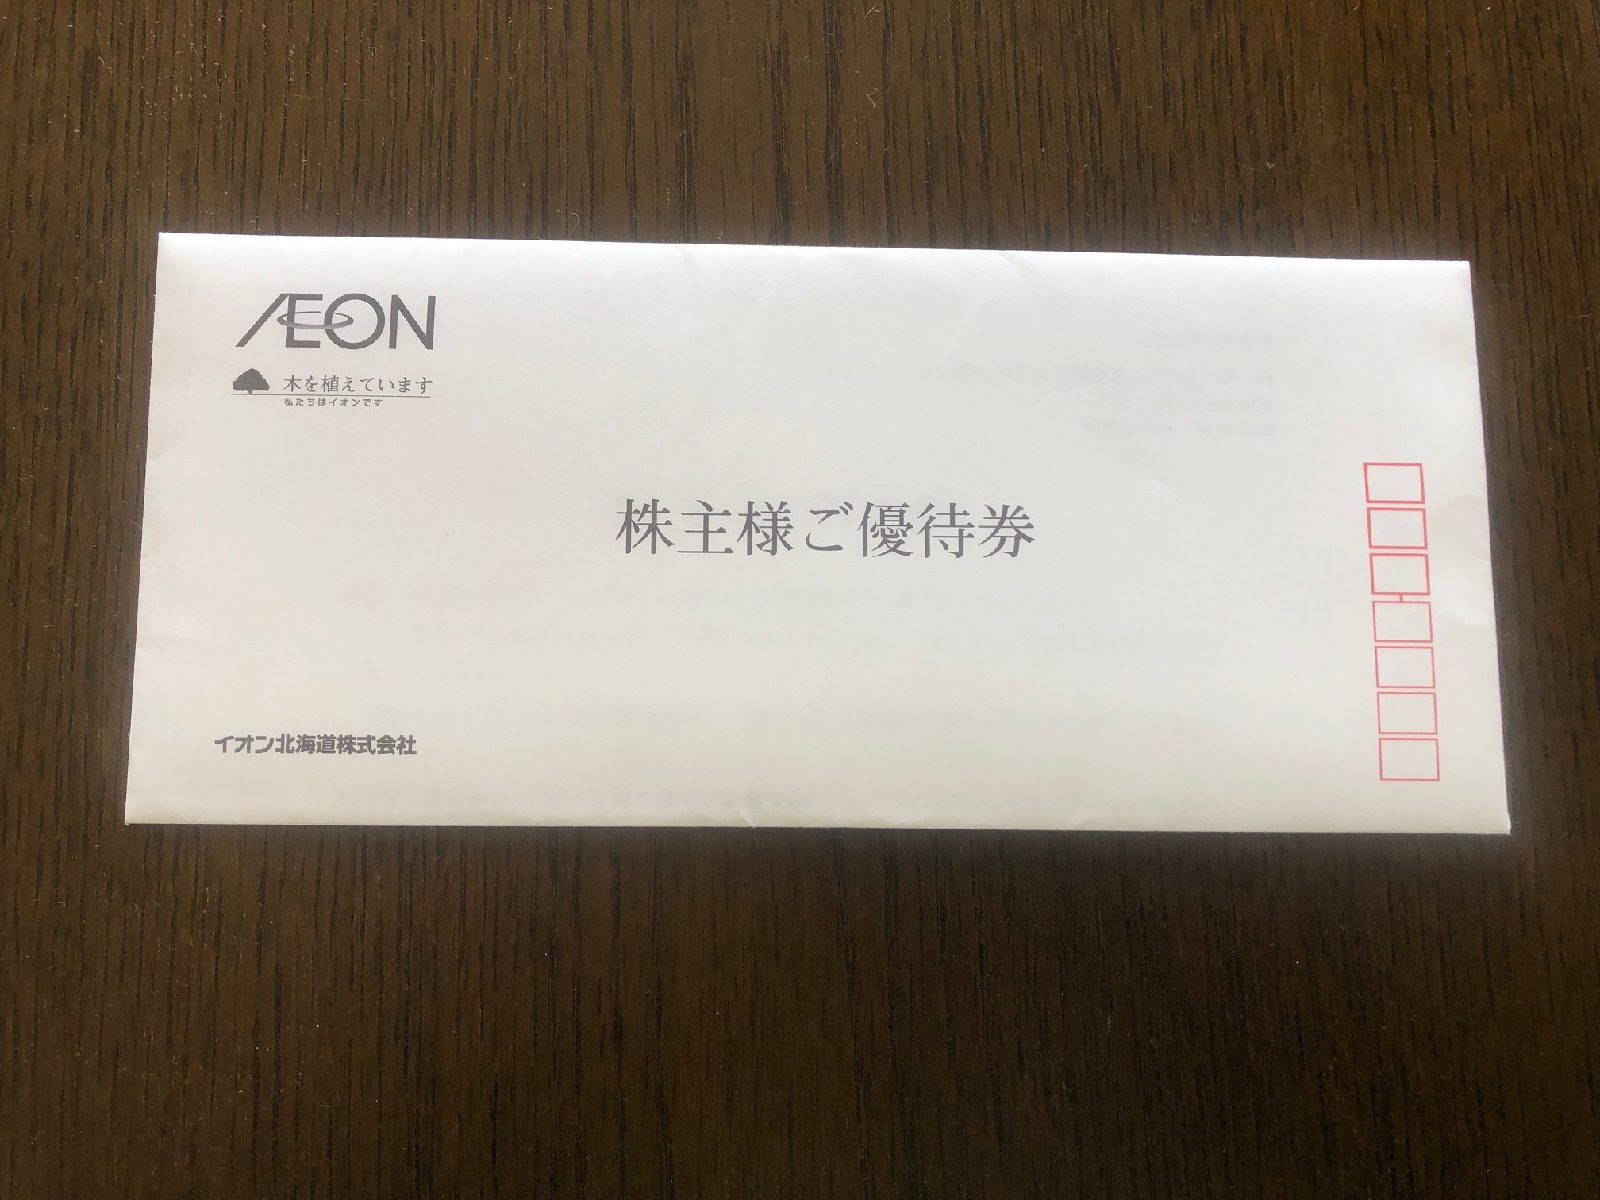 ÆON
木を植えています
私たちはイオンです
株主様ご優待券
イオン北海道株式会社